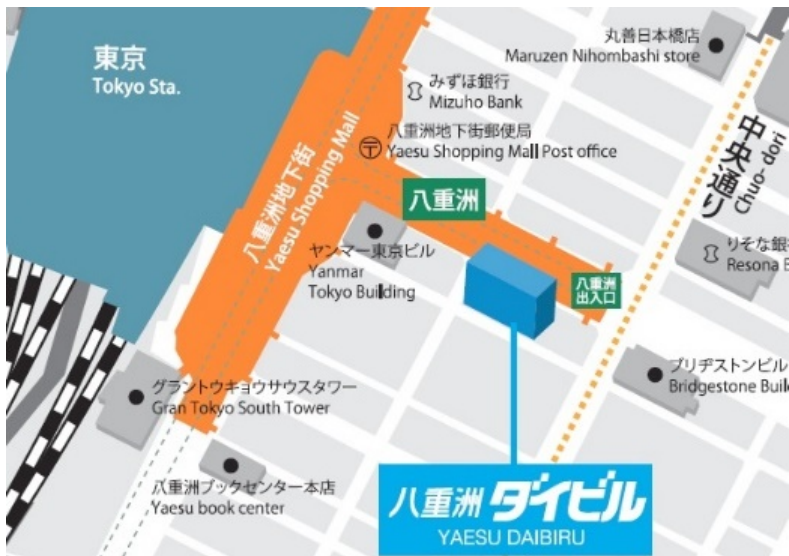 東京
Tokyo Sta.
丸善日本橋店
Maruzen Nihombashi store
みずほ銀行
Mizuho Bank
八重洲地下街郵便局
Yaesu Shopping Mall Post office
八重洲地下街
Yaesu Shopping Mall
中央通り
Chuo-dori
八重洲
ヤンマー東京ビル
Yanmar
Tokyo Building
りそな銀
Resona B
八重洲
出入口
ブリヂストンビル
Bridgestone Buil
グラントウキョウサウスタワー
Gran Tokyo South Tower
八重洲ブックセンター本店
Yaesu book center
八重洲 ダイビル
YAESU DAIBIRU